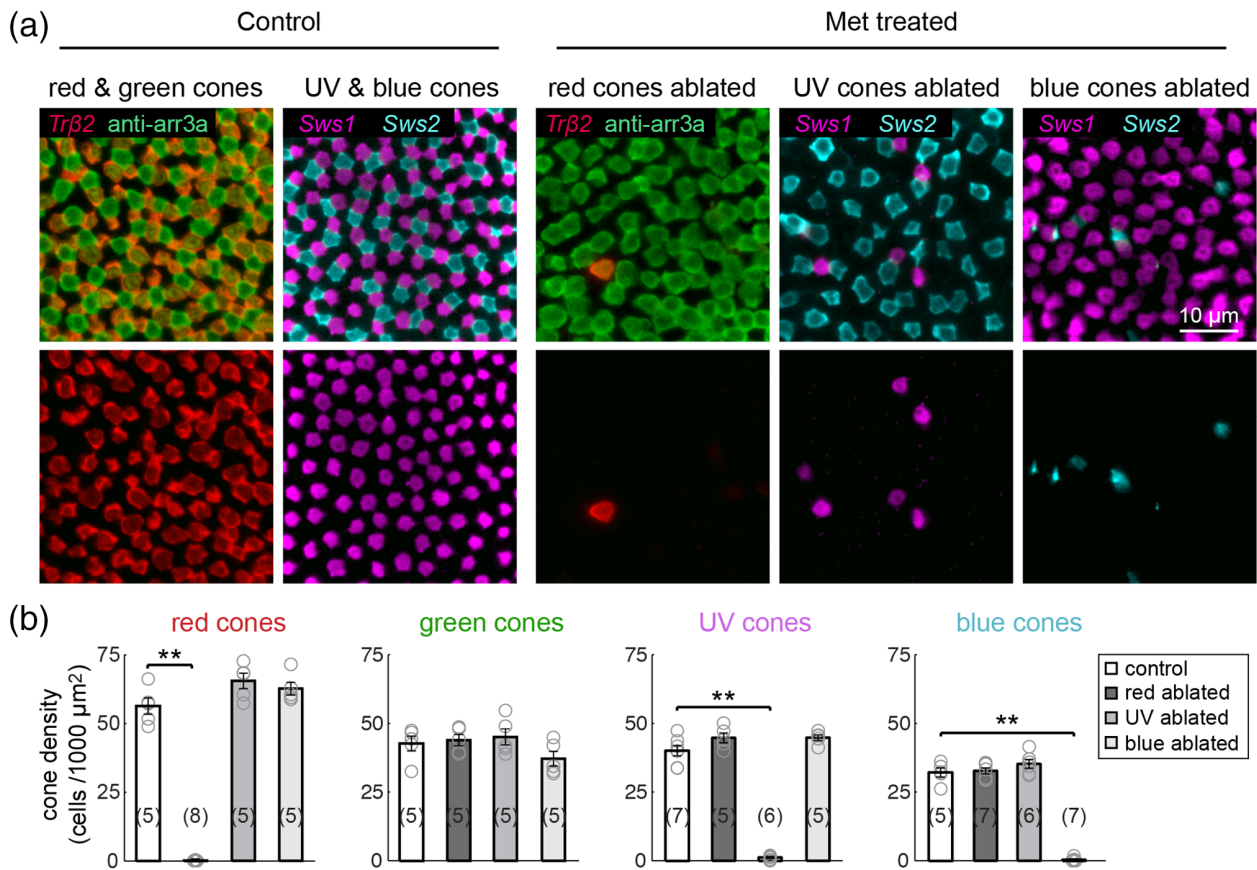 (a)
Control
Met treated
red & green cones
UV & blue cones
red cones ablated
UV cones ablated
blue cones ablated
Trβ2 anti-arr3a
Sws1 Sws2
Trβ2 anti-arr3a
Sws1 Sws2
Sws1 Sws2
10 µm
(b)
red cones
green cones
UV cones
blue cones
cone density
(cells /1000 µm²)
75
50
25
0
**
(5)
(8)
(5)
(5)
75
50
25
0
(5)
(5)
(5)
(5)
75
50
25
0
**
(7)
(5)
(6)
(5)
75
50
25
0
**
(5)
(7)
(6)
(7)
control
red ablated
UV ablated
blue ablated